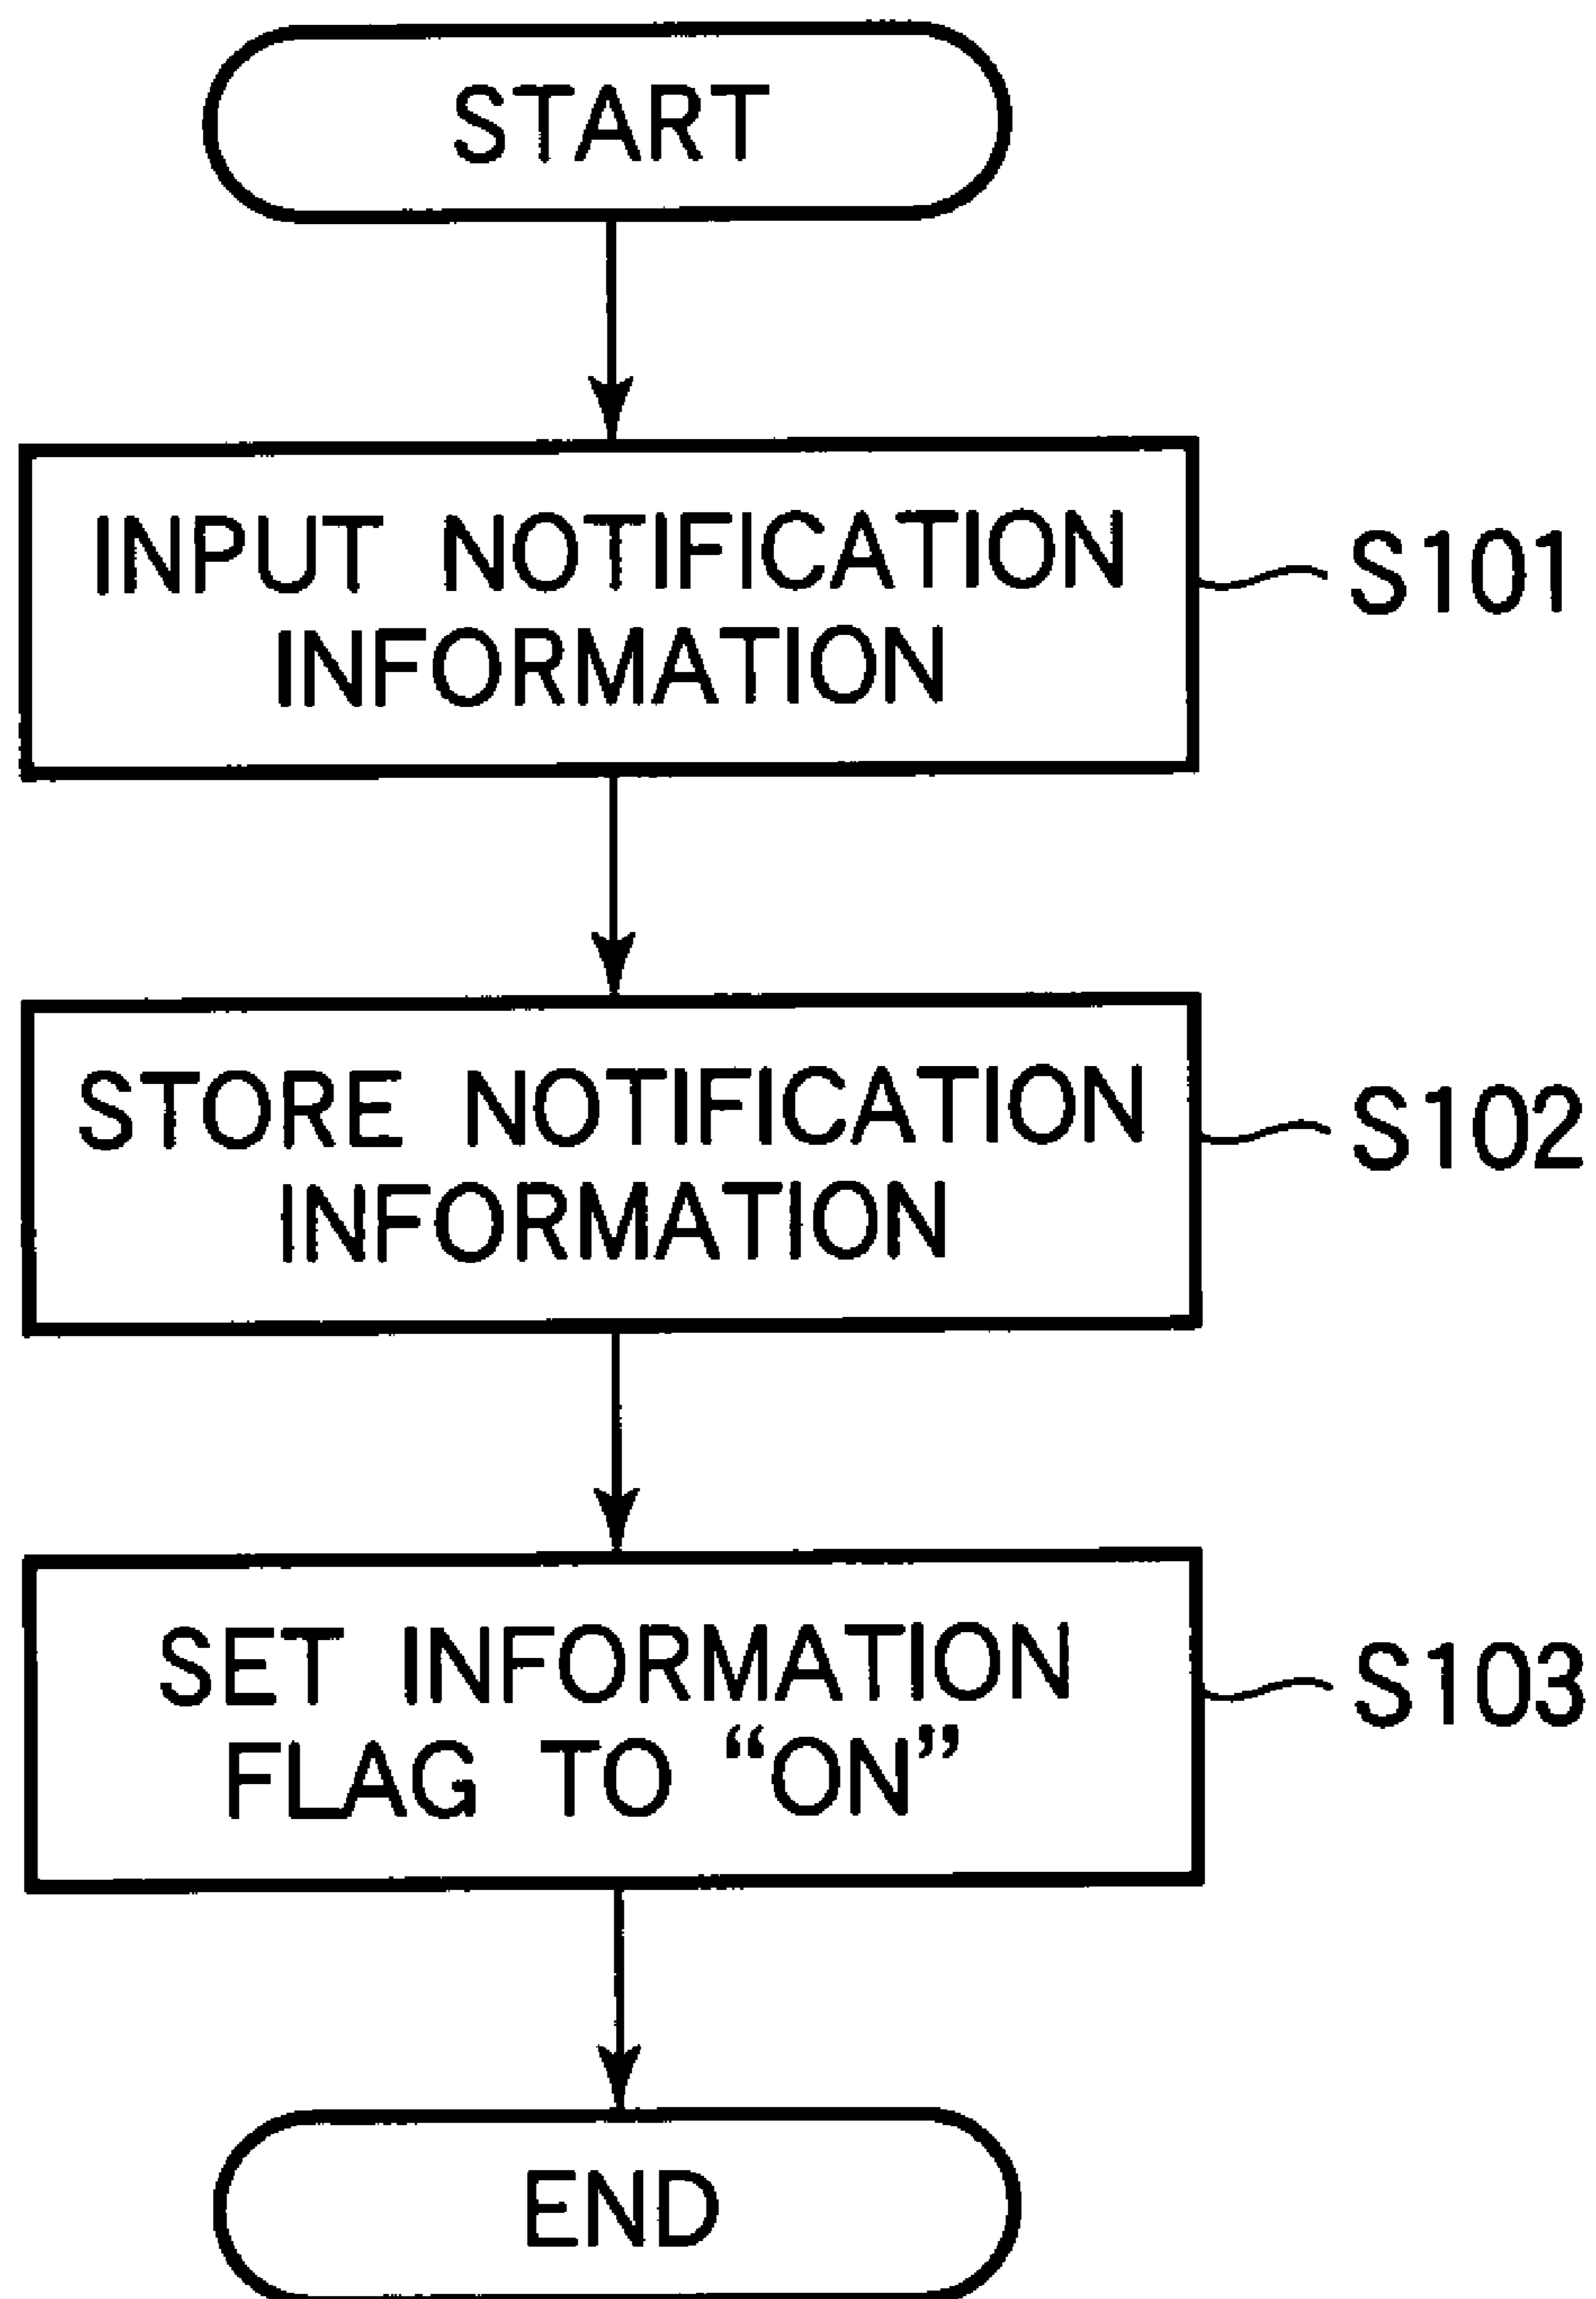 START
INPUT NOTIFICATION
INFORMATION
S101
STORE NOTIFICATION
INFORMATION
S102
SET INFORMATION
FLAG TO “ON”
S103
END